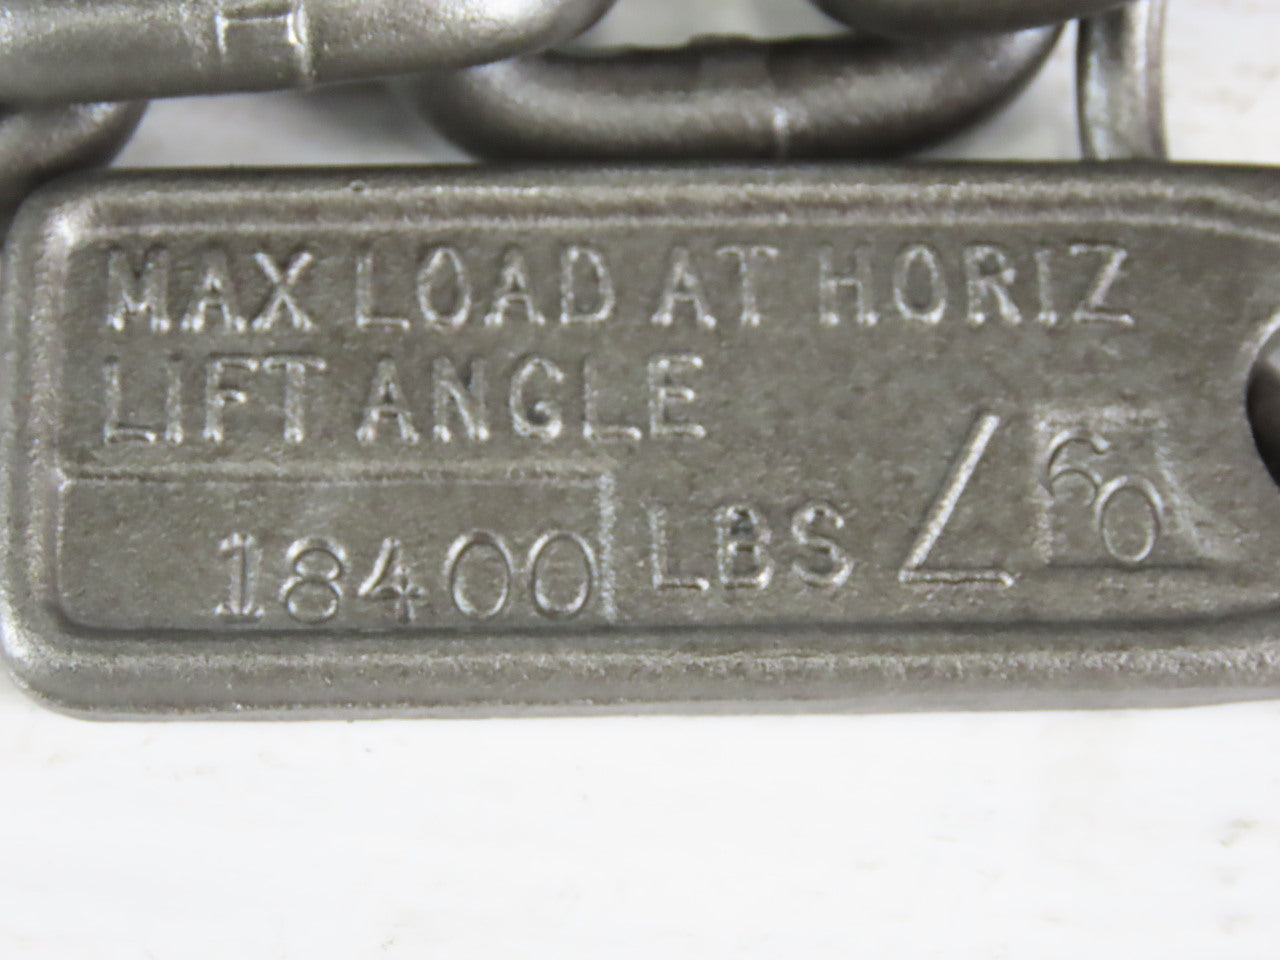 MAX LOAD AT HORIZ
LIFT ANGLE
18400 LBS ∠60